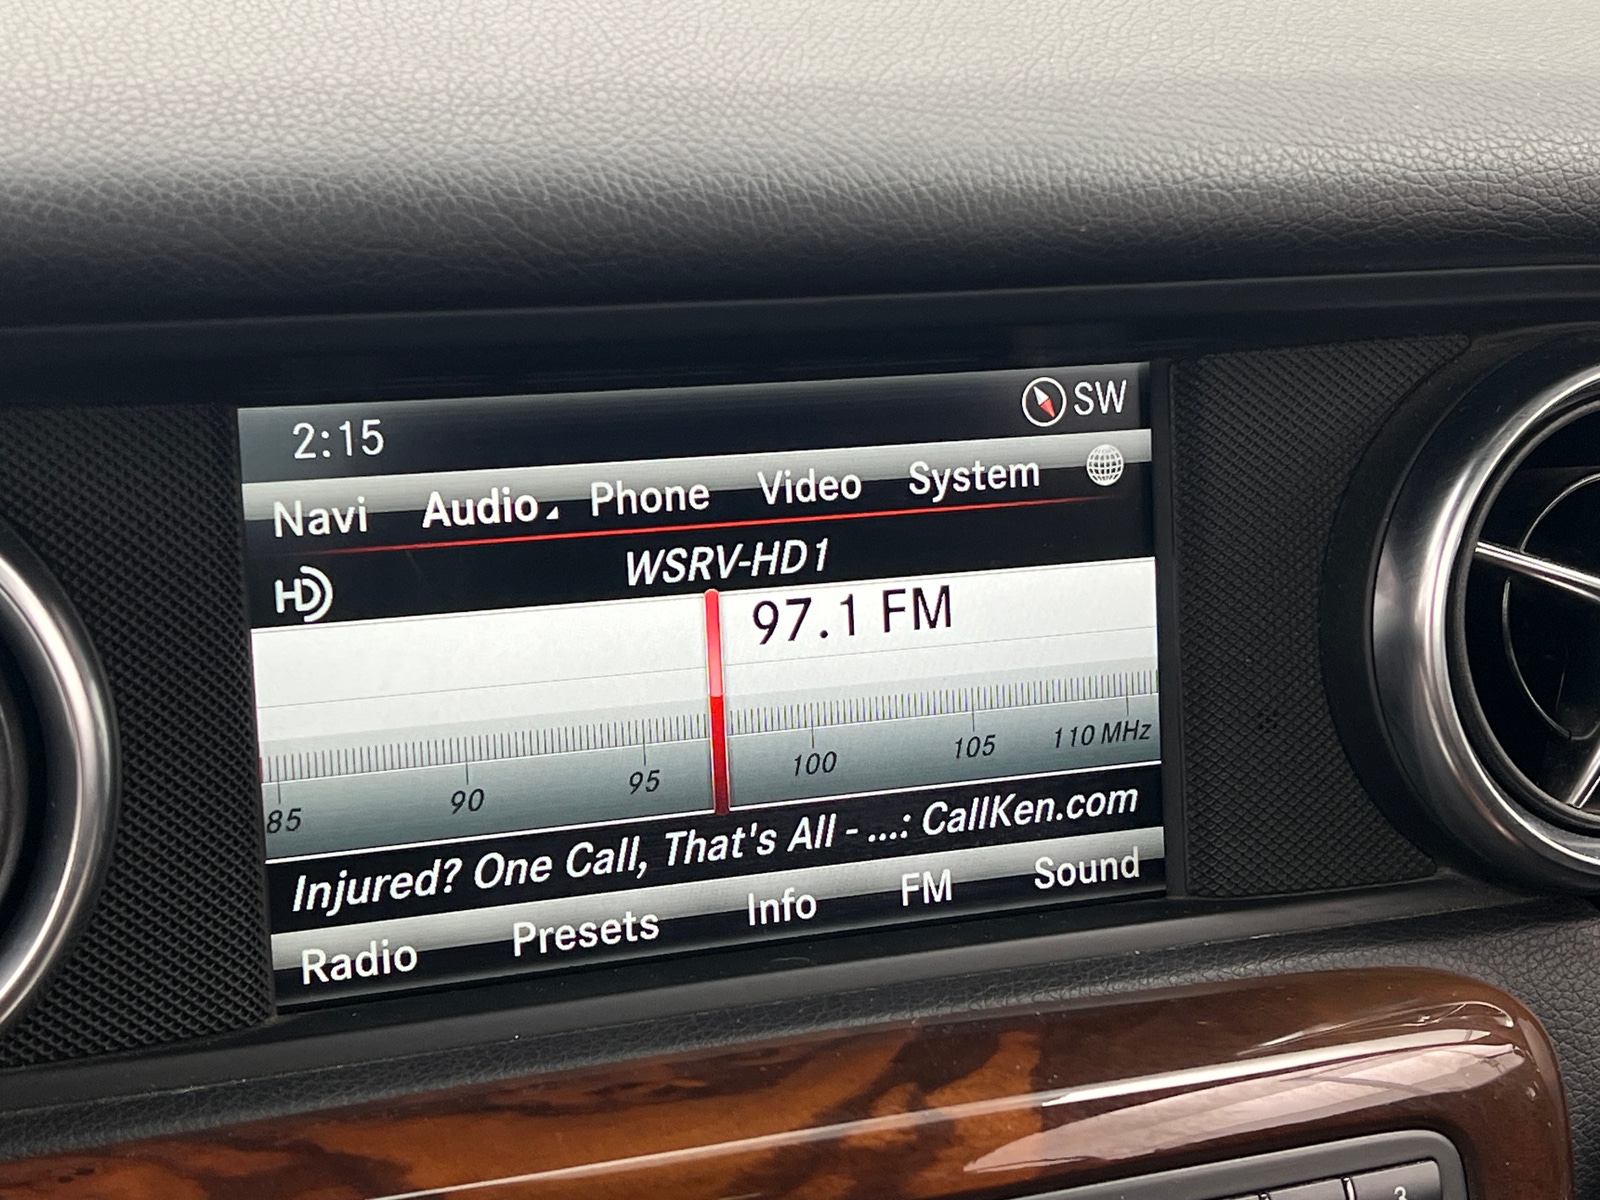 2:15 SW
Navi Audio Phone Video System
HD WSRV-HD1
97.1 FM
85 90 95 100 105 110 MHz
Injured? One Call, That's All - ...: CallKen.com
Radio Presets Info FM Sound
3